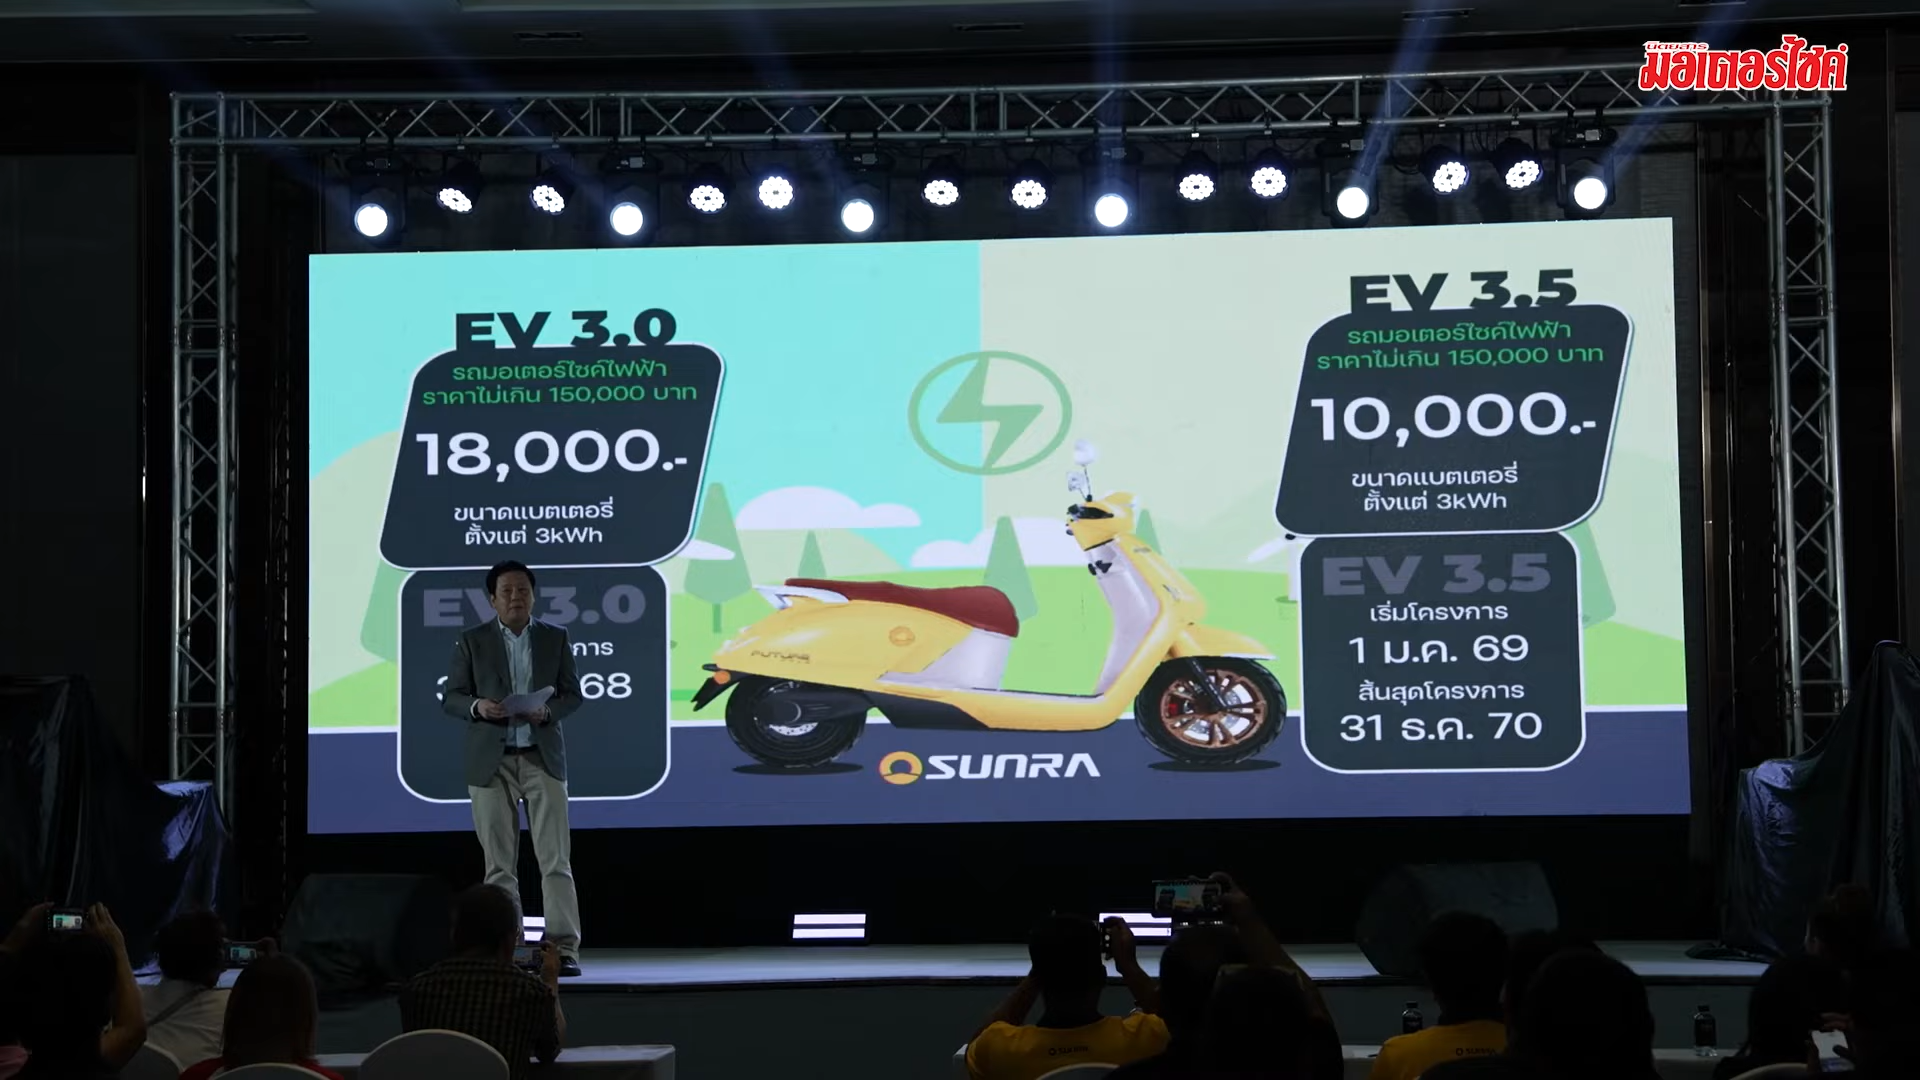 นิตยสาร
มอเตอร์ไซค์
EV 3.0
รถมอเตอร์ไซค์ไฟฟ้า
ราคาไม่เกิน 150,000 บาท
18,000.-
ขนาดแบตเตอรี่
ตั้งแต่ 3kWh
EV 3.0
การ
68
EV 3.5
รถมอเตอร์ไซค์ไฟฟ้า
ราคาไม่เกิน 150,000 บาท
10,000.-
ขนาดแบตเตอรี่
ตั้งแต่ 3kWh
EV 3.5
เริ่มโครงการ
1 ม.ค. 69
สิ้นสุดโครงการ
31 ธ.ค. 70
FUTURE
SUNRA
SUNRA